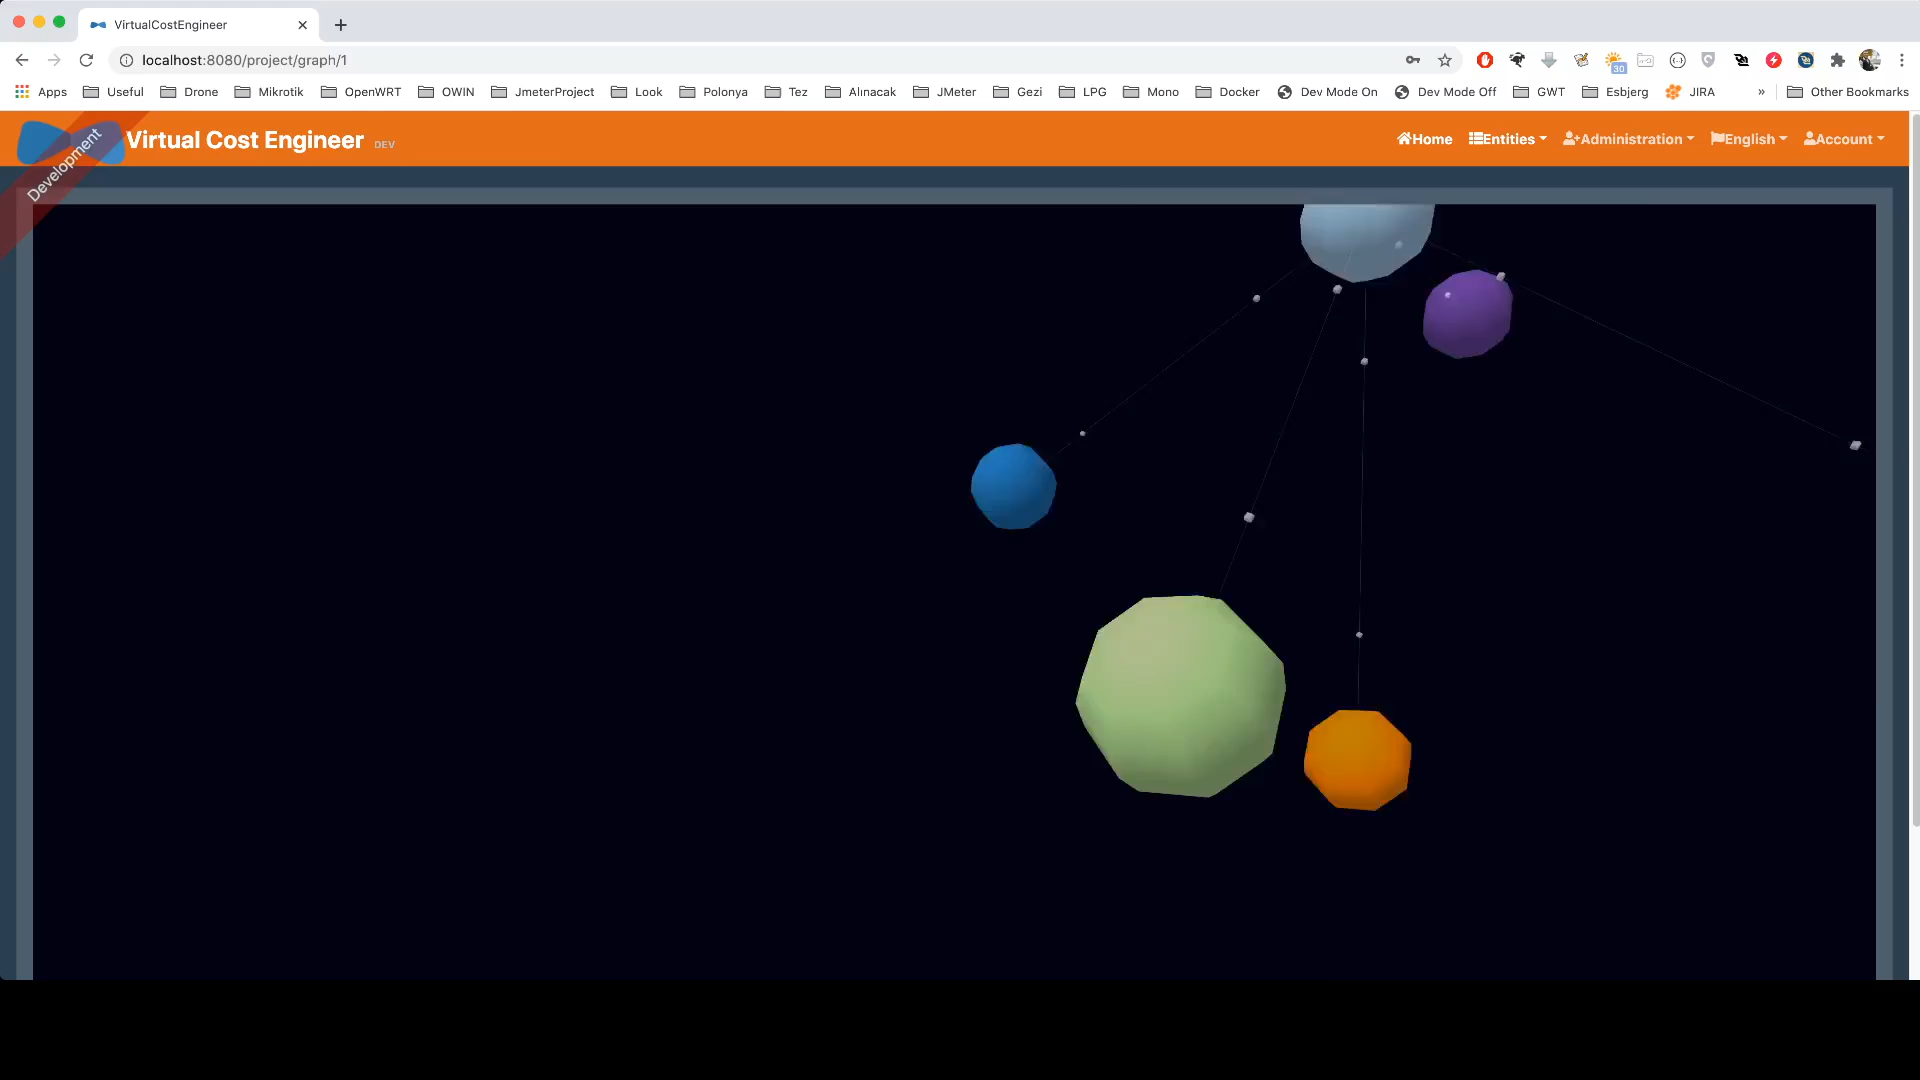 VirtualCostEngineer
localhost:8080/project/graph/1
30
Apps Useful Drone Mikrotik OpenWRT OWIN JmeterProject Look Polonya Tez Alınacak JMeter Gezi LPG Mono Docker Dev Mode On Dev Mode Off GWT Esbjerg JIRA » Other Bookmarks
Development
Virtual Cost Engineer DEV
Home Entities Administration English Account